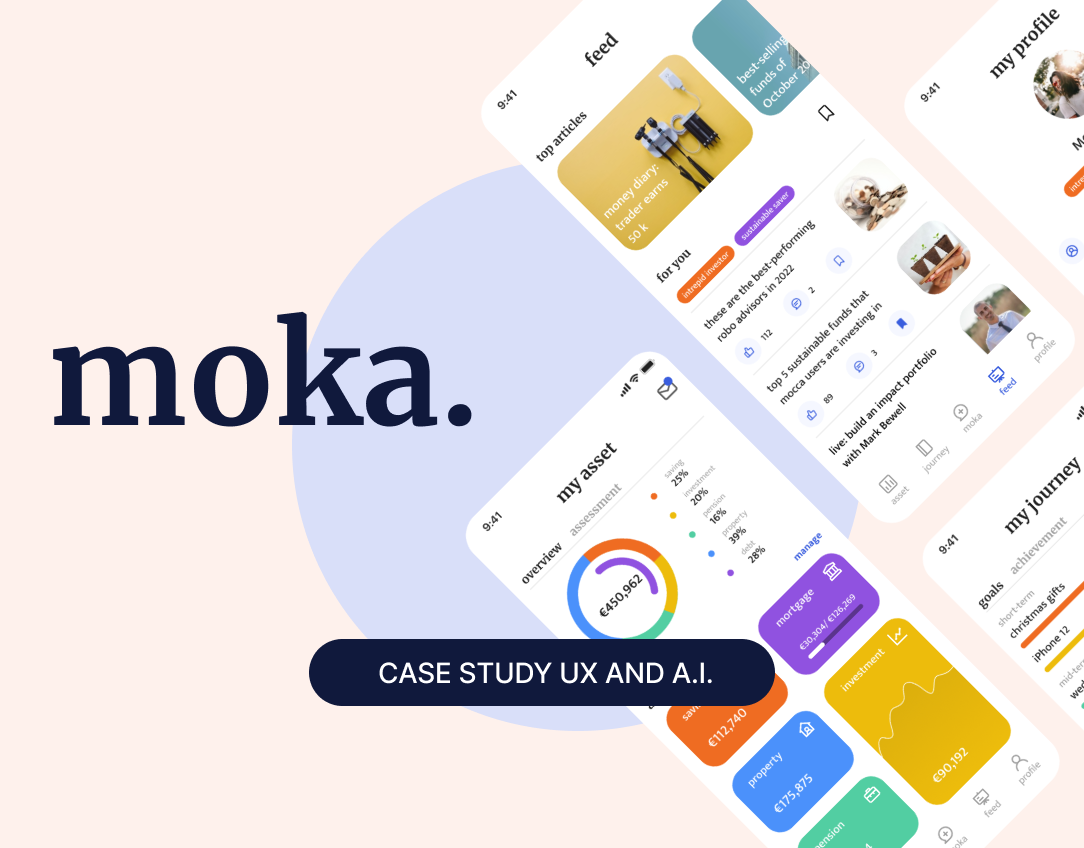 moka.
CASE STUDY UX AND A.I.
9:41
feed
top articles
money diary:
trader earns
50 k
best-selling
funds of
October 20
for you
intrepid investor
sustainable saver
these are the best-performing
robo advisors in 2022
112
2
top 5 sustainable funds that
mocca users are investing in
89
3
live: build an impact portfolio
with Mark Bewell
asset
journey
moka
feed
profile
9:41
my profile
9:41
my asset
overview
assessment
€450,962
saving
25%
investment
20%
pension
16%
property
39%
debt
28%
manage
mortgage
€30,304/ €126,269
€112,740
investment
€90,192
property
€175,875
feed
profile
9:41
my journey
goals
achievement
short-term
christmas gifts
iPhone 12